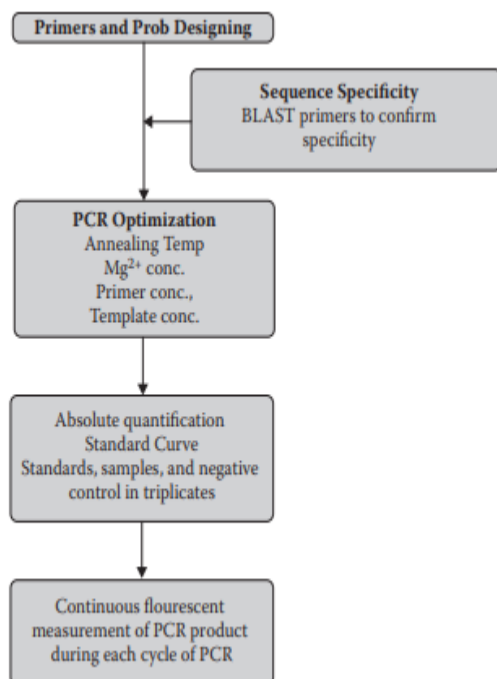 Primers and Prob Designing
Sequence Specificity
BLAST primers to confirm
specificity
PCR Optimization
Annealing Temp
Mg²⁺ conc.
Primer conc.,
Template conc.
Absolute quantification
Standard Curve
Standards, samples, and negative
control in triplicates
Continuous flourescent
measurement of PCR product
during each cycle of PCR